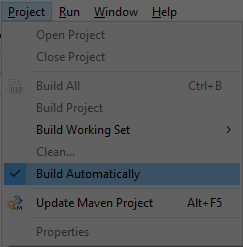 Project Run Window Help
Open Project
Close Project
Build All Ctrl+B
Build Project
Build Working Set
Clean...
Build Automatically
Update Maven Project Alt+F5
Properties